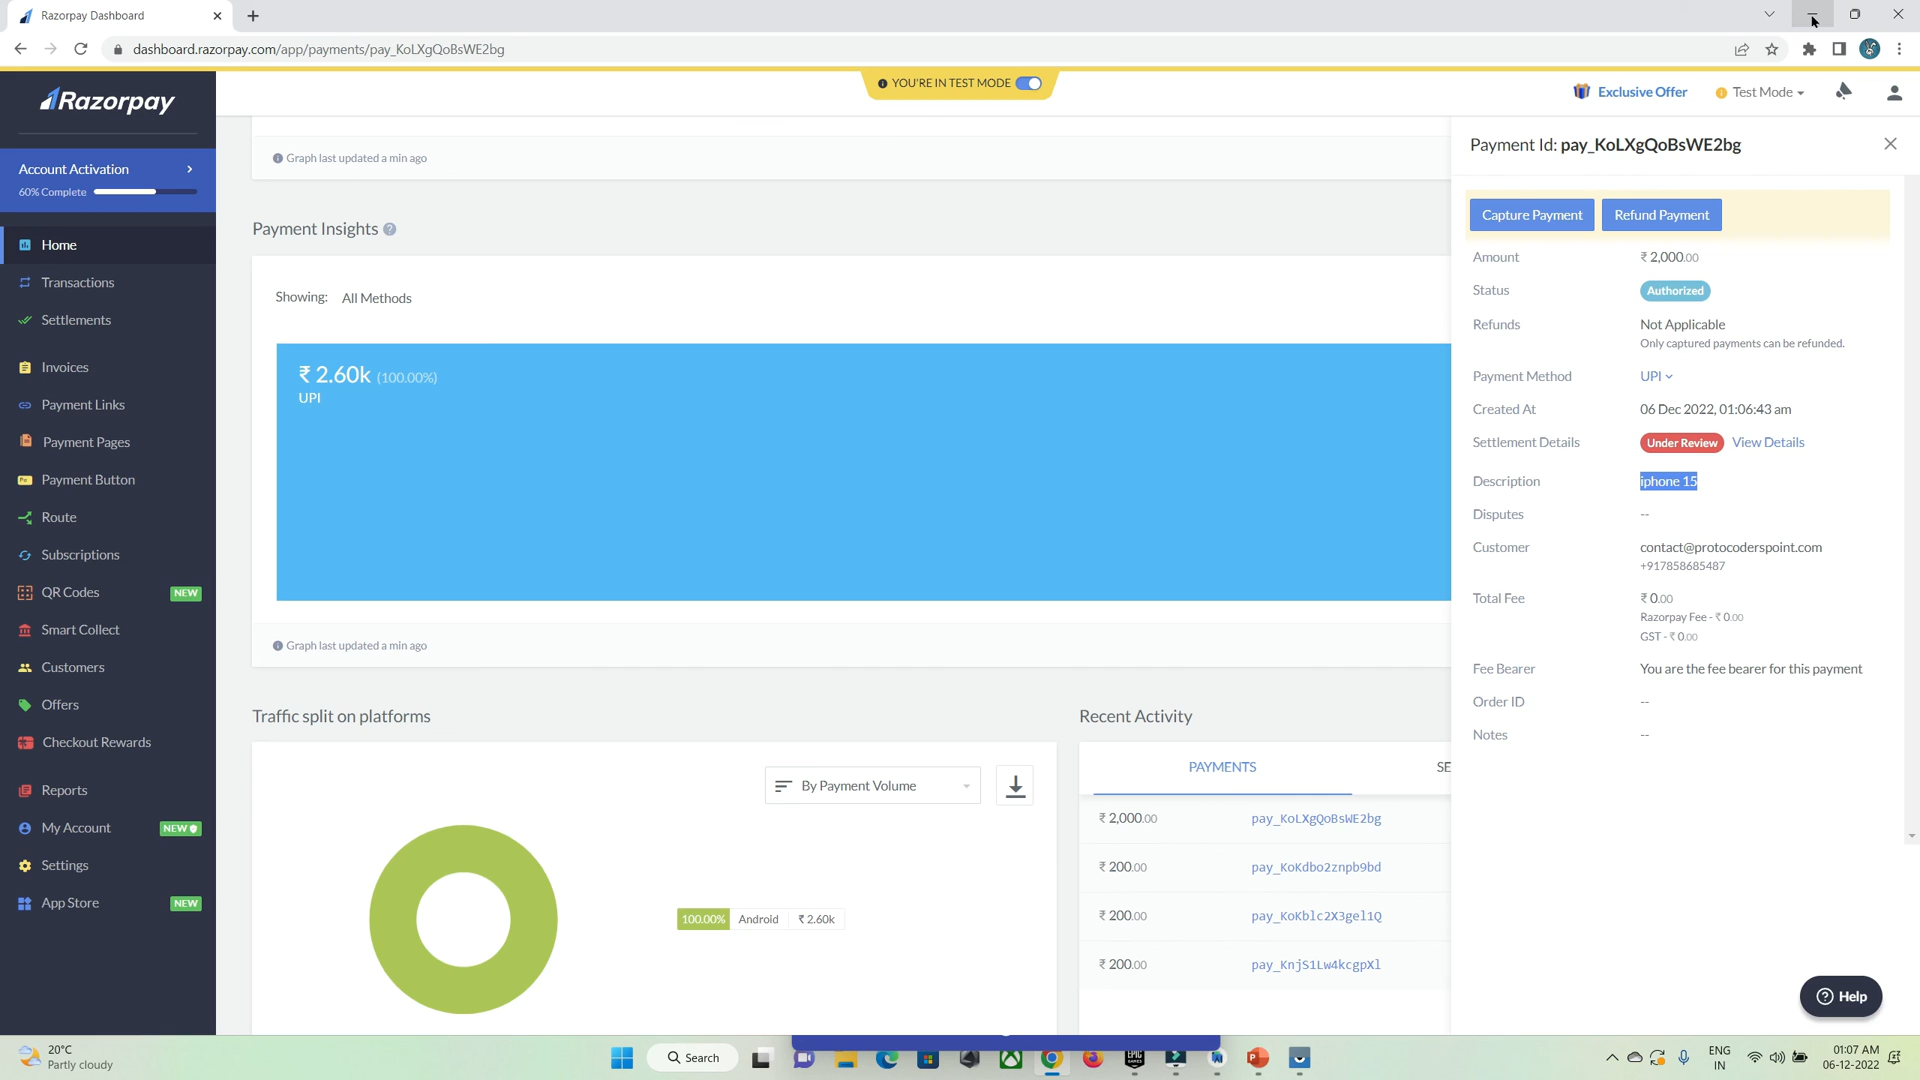 Razorpay Dashboard
dashboard.razorpay.com/app/payments/pay_KoLXgQoBsWE2bg
YOU'RE IN TEST MODE
Razorpay
Exclusive Offer
Test Mode
Account Activation
60% Complete
Home
Transactions
Settlements
Invoices
Payment Links
Payment Pages
Payment Button
Route
Subscriptions
QR Codes NEW
Smart Collect
Customers
Offers
Checkout Rewards
Reports
My Account NEW
Settings
App Store NEW
Graph last updated a min ago
Payment Insights ?
Showing: All Methods
₹ 2.60k (100.00%)
UPI
Graph last updated a min ago
Traffic split on platforms
By Payment Volume
100.00% Android ₹ 2.60k
Recent Activity
PAYMENTS SE
₹ 2,000.00 pay_KoLXgQoBsWE2bg
₹ 200.00 pay_KoKdbo2znpb9bd
₹ 200.00 pay_KoKblc2X3gel1Q
₹ 200.00 pay_KnjS1Lw4kcgpXl
Payment Id: pay_KoLXgQoBsWE2bg
Capture Payment Refund Payment
Amount ₹ 2,000.00
Status Authorized
Refunds Not Applicable
Only captured payments can be refunded.
Payment Method UPI
Created At 06 Dec 2022, 01:06:43 am
Settlement Details Under Review View Details
Description iphone 15
Disputes --
Customer contact@protocoderspoint.com
+917858685487
Total Fee ₹ 0.00
Razorpay Fee - ₹ 0.00
GST - ₹ 0.00
Fee Bearer You are the fee bearer for this payment
Order ID --
Notes --
? Help
20°C
Partly cloudy
Search
EPIC
GAMES
ENG
IN
01:07 AM
06-12-2022